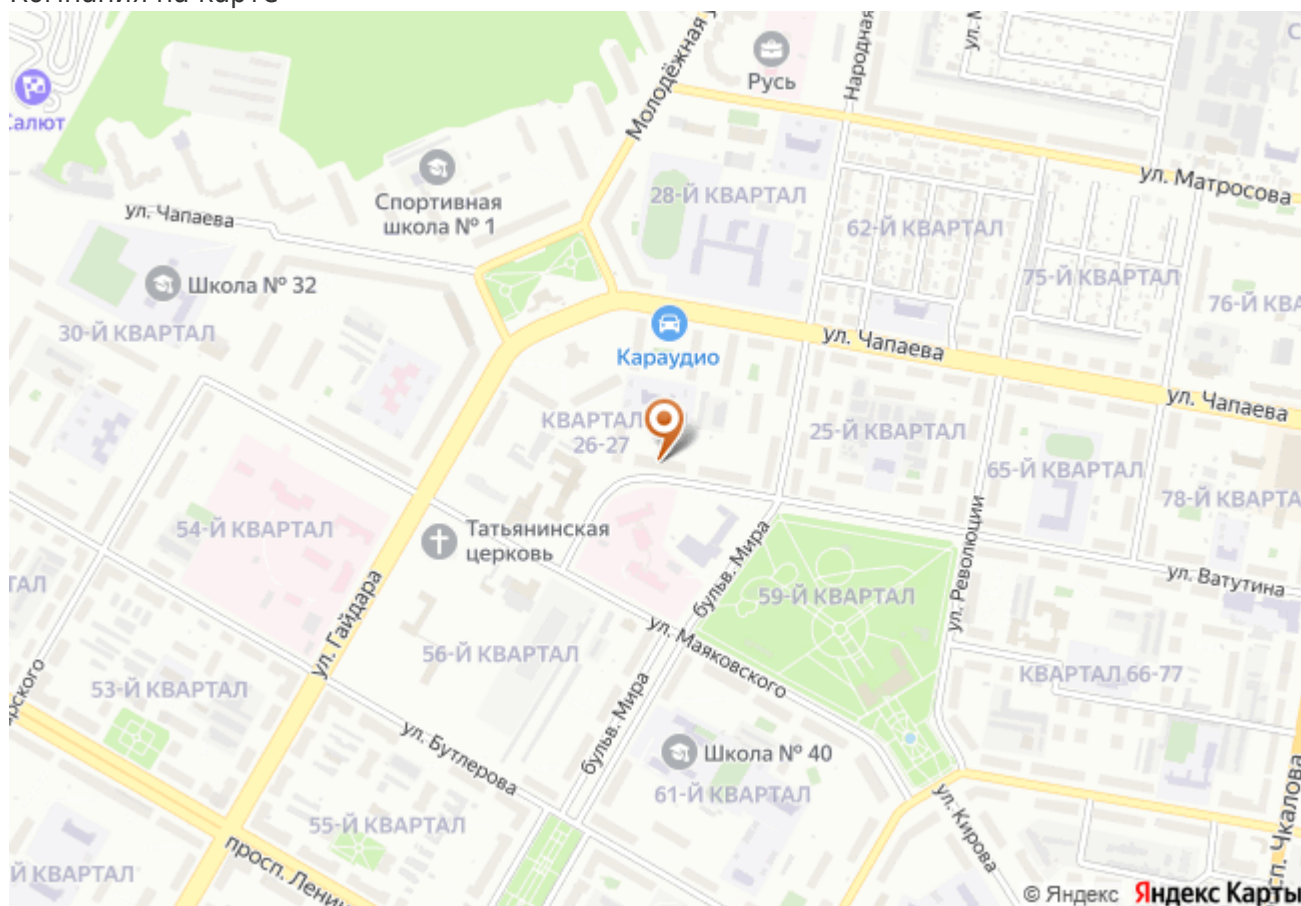 Компания на карте
Молодёжная у
Русь
Народная
ул. М
С
Салют
Спортивная
школа № 1
28-Й КВАРТАЛ
ул. Матросова
ул. Чапаева
62-Й КВАРТАЛ
Школа № 32
75-Й КВАРТАЛ
76-Й КВА
30-Й КВАРТАЛ
Караудио
ул. Чапаева
ул. Чапаева
КВАРТАЛ
26-27
25-Й КВАРТАЛ
65-Й КВАРТАЛ
78-Й КВАРТА
54-Й КВАРТАЛ
Татьянинская
церковь
бульв. Мира
ул. Революции
ул. Ватутина
ТАЛ
59-Й КВАРТАЛ
ул. Гайдара
ул. Маяковского
56-Й КВАРТАЛ
КВАРТАЛ 66-77
53-Й КВАРТАЛ
рского
ул. Бутлерова
бульв. Мира
Школа № 40
61-Й КВАРТАЛ
ул. Кирова
сп. Чкалова
55-Й КВАРТАЛ
просп. Ленин
Й КВАРТАЛ
© Яндекс Яндекс Карты